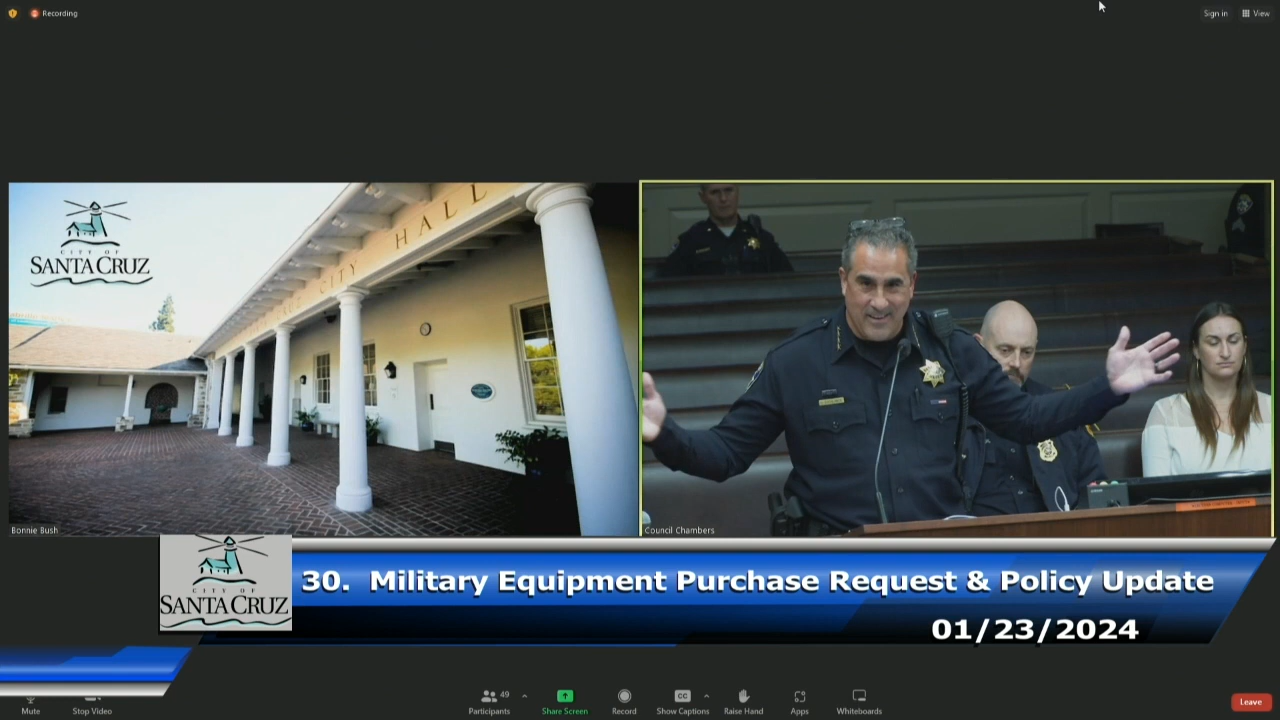 Recording
Sign in
View
CITY OF
SANTA CRUZ
CITY HALL
Bonnie Bush
Council Chambers
CITY OF
SANTA CRUZ
30. Military Equipment Purchase Request & Policy Update
01/23/2024
Mute
Stop Video
49
Participants
Share Screen
Record
CC
Show Captions
Raise Hand
Apps
Whiteboards
Leave